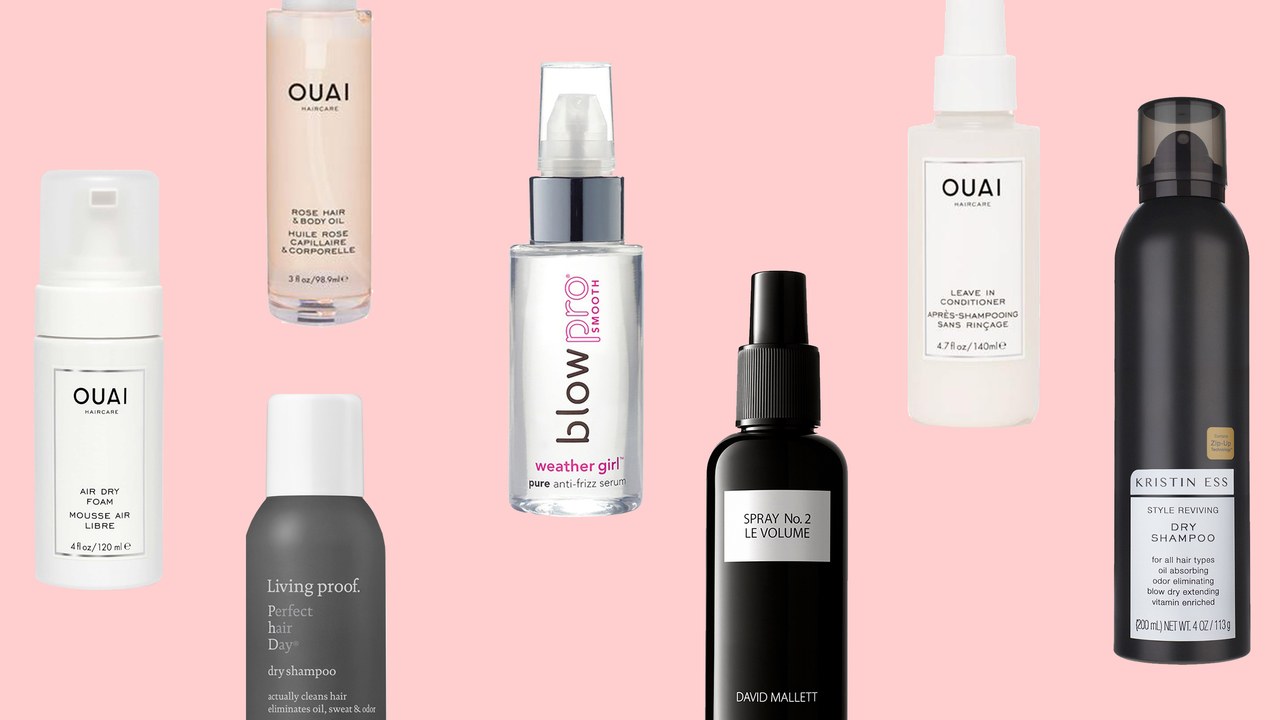 OUAI
HAIRCARE
AIR DRY
FOAM
MOUSSE AIR
LIBRE
4 fl oz/120 ml ℮
OUAI
HAIRCARE
ROSE HAIR
& BODY OIL
HUILE ROSE
CAPILLAIRE
& CORPORELLE
3 fl oz/98.9ml ℮
Living proof.
Perfect
hair
Day®
dry shampoo
actually cleans hair
eliminates oil, sweat & odor
blowpro®
SMOOTH
weather girl™
pure anti-frizz serum
SPRAY No. 2
LE VOLUME
DAVID MALLETT
OUAI
HAIRCARE
LEAVE IN
CONDITIONER
APRÈS-SHAMPOOING
SANS RINÇAGE
4.7 fl oz/140ml ℮
Zip-Up
KRISTIN ESS
STYLE REVIVING
DRY
SHAMPOO
for all hair types
oil absorbing
odor eliminating
blow dry extending
vitamin enriched
(200 mL) NET WT. 4 OZ / 113 g